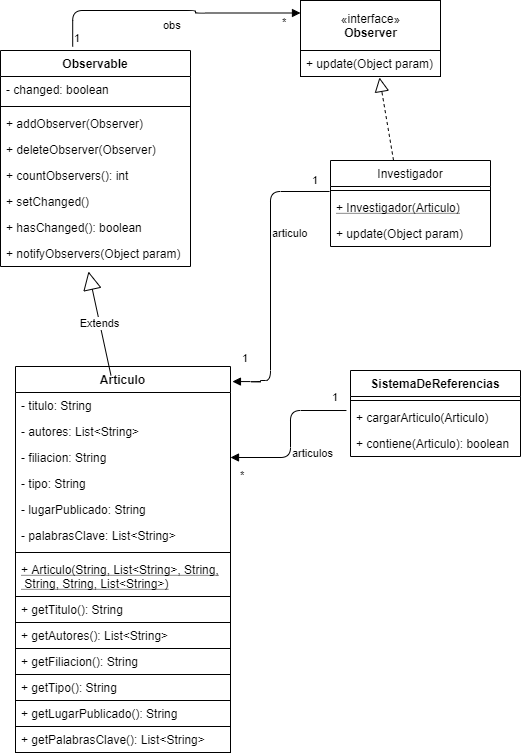 obs
1
*
«interface»
Observer
+ update(Object param)
Observable
- changed: boolean
+ addObserver(Observer)
+ deleteObserver(Observer)
+ countObservers(): int
+ setChanged()
+ hasChanged(): boolean
+ notifyObservers(Object param)
Investigador
+ Investigador(Articulo)
+ update(Object param)
1
articulo
1
Extends
Articulo
- titulo: String
- autores: List<String>
- filiacion: String
- tipo: String
- lugarPublicado: String
- palabrasClave: List<String>
+ Articulo(String, List<String>, String,
String, String, List<String>)
+ getTitulo(): String
+ getAutores(): List<String>
+ getFiliacion(): String
+ getTipo(): String
+ getLugarPublicado(): String
+ getPalabrasClave(): List<String>
SistemaDeReferencias
+ cargarArticulo(Articulo)
+ contiene(Articulo): boolean
1
articulos
*